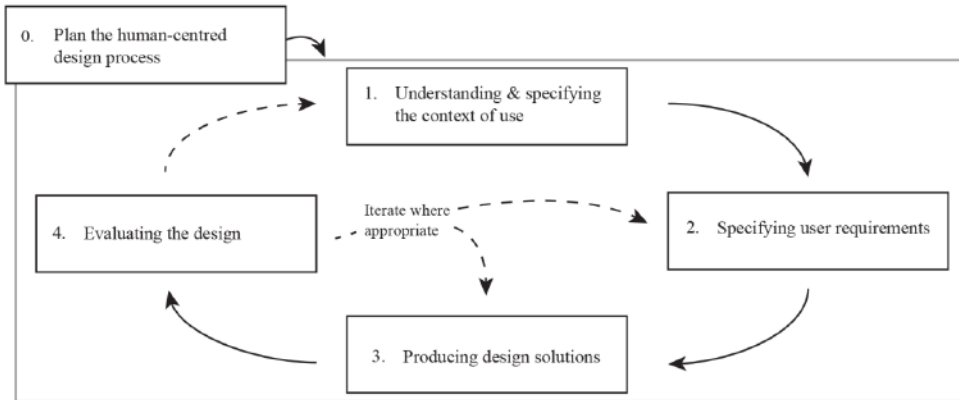 0. Plan the human-centred
design process
1. Understanding & specifying
the context of use
Iterate where
appropriate
4. Evaluating the design
2. Specifying user requirements
3. Producing design solutions